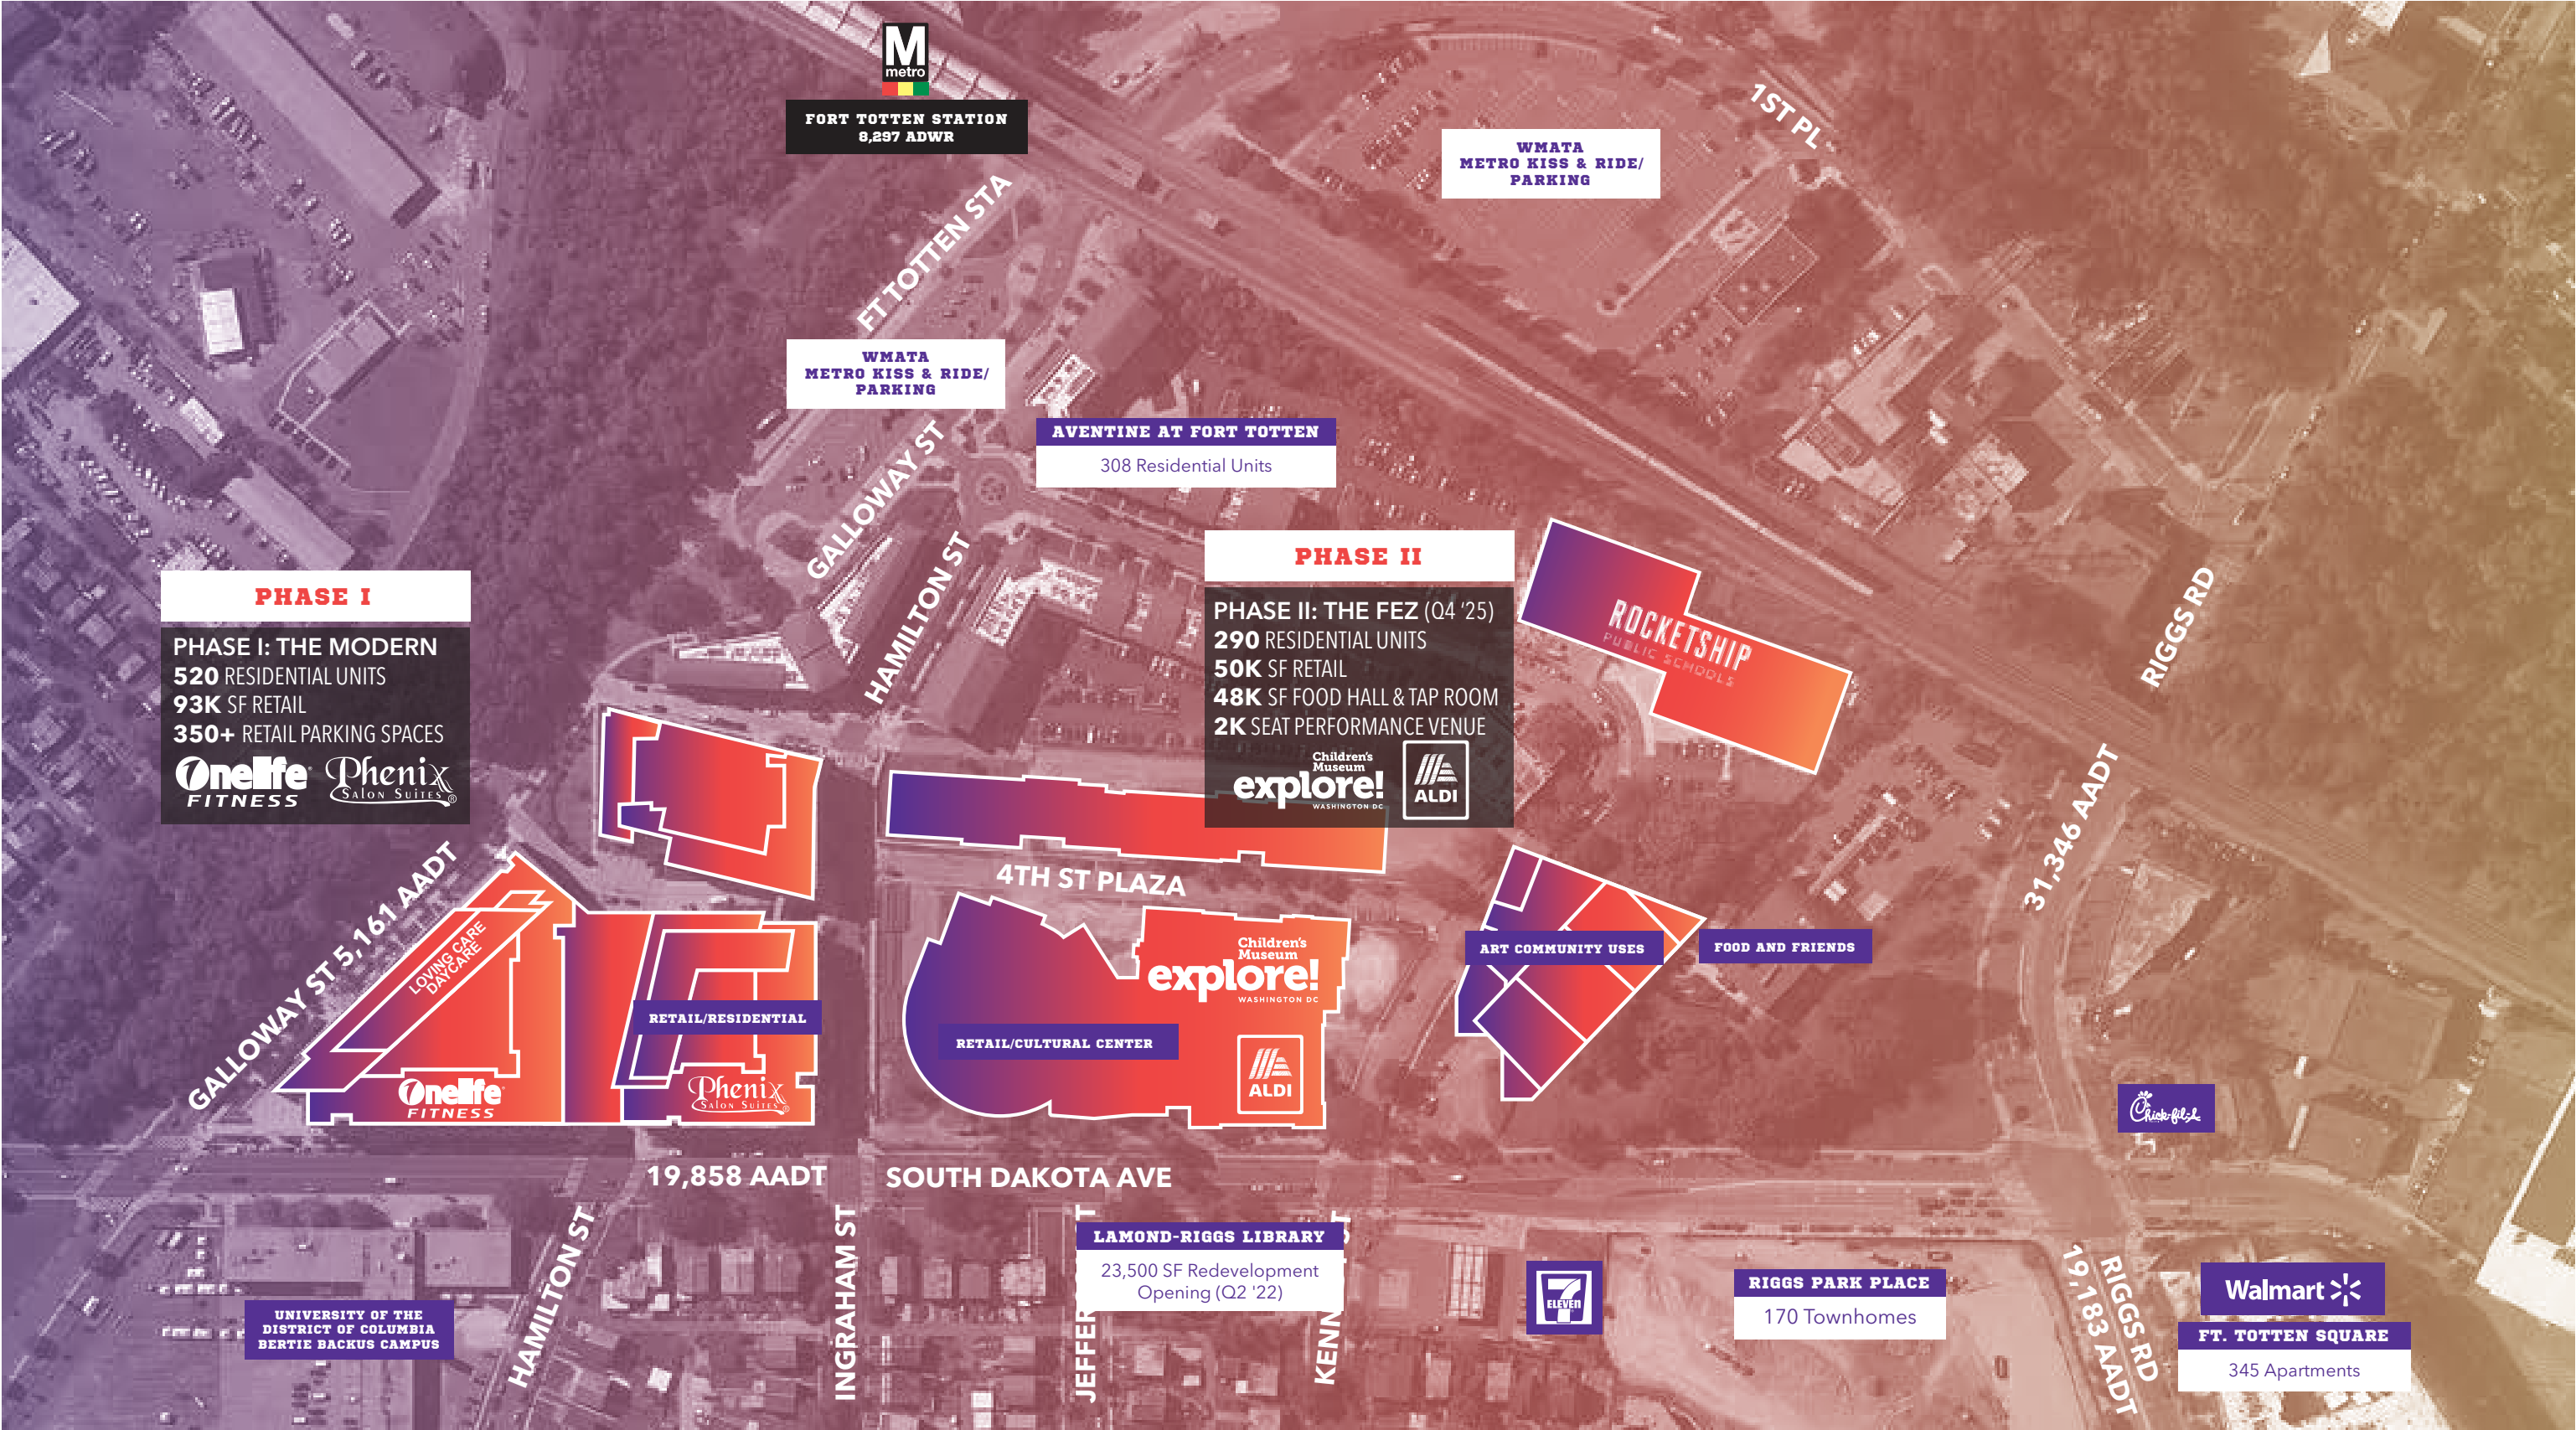 M
metro
FORT TOTTEN STATION
8,297 ADWR
1ST PL
WMATA
METRO KISS & RIDE/
PARKING
FT TOTTEN STA
WMATA
METRO KISS & RIDE/
PARKING
AVENTINE AT FORT TOTTEN
308 Residential Units
GALLOWAY ST
HAMILTON ST
PHASE I
PHASE I: THE MODERN
520 RESIDENTIAL UNITS
93K SF RETAIL
350+ RETAIL PARKING SPACES
Onelife
FITNESS
Phenix
SALON SUITES®
PHASE II
PHASE II: THE FEZ (Q4 '25)
290 RESIDENTIAL UNITS
50K SF RETAIL
48K SF FOOD HALL & TAP ROOM
2K SEAT PERFORMANCE VENUE
Children's
Museum
explore!
WASHINGTON DC
ALDI
ROCKETSHIP
PUBLIC SCHOOLS
RIGGS RD
31,346 AADT
GALLOWAY ST 5,161 AADT
LOVING CARE
DAYCARE
Onelife
FITNESS
RETAIL/RESIDENTIAL
Phenix
SALON SUITES®
4TH ST PLAZA
Children's
Museum
explore!
WASHINGTON DC
RETAIL/CULTURAL CENTER
ALDI
ART COMMUNITY USES
FOOD AND FRIENDS
Chick-fil-A
19,858 AADT
SOUTH DAKOTA AVE
UNIVERSITY OF THE
DISTRICT OF COLUMBIA
BERTIE BACKUS CAMPUS
HAMILTON ST
INGRAHAM ST
JEFFER
LAMOND-RIGGS LIBRARY
23,500 SF Redevelopment
Opening (Q2 '22)
KENN
7
ELEVEn
RIGGS PARK PLACE
170 Townhomes
RIGGS RD
19,183 AADT
Walmart
FT. TOTTEN SQUARE
345 Apartments